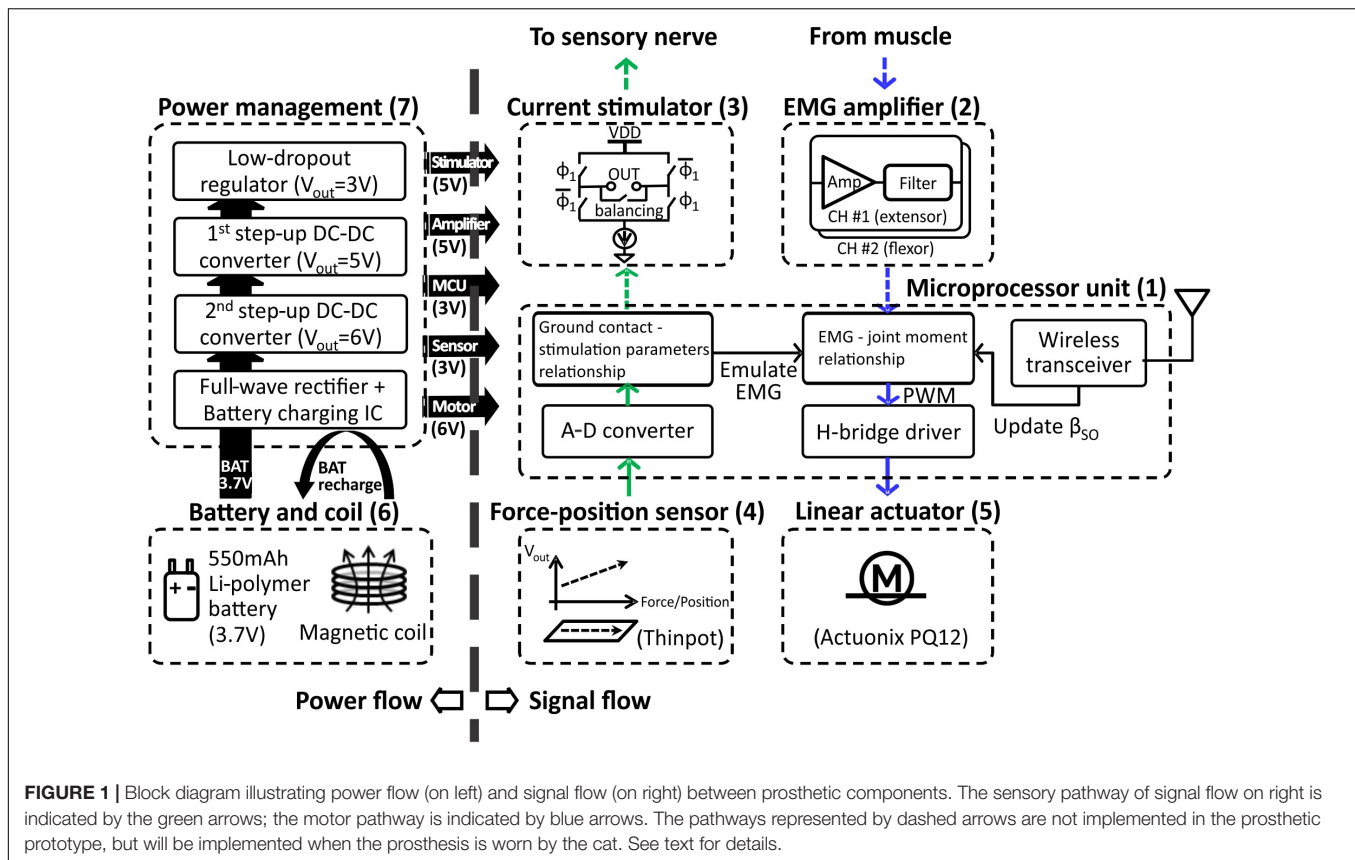 To sensory nerve
From muscle
Power management (7)
Low-dropout
regulator (Vout=3V)
1st step-up DC-DC
converter (Vout=5V)
2nd step-up DC-DC
converter (Vout=6V)
Full-wave rectifier +
Battery charging IC
Stimulator
(5V)
Amplifier
(5V)
MCU
(3V)
Sensor
(3V)
Motor
(6V)
BAT
3.7V
BAT
recharge
Battery and coil (6)
550mAh
Li-polymer
battery
(3.7V)
Magnetic coil
Current stimulator (3)
VDD
ϕ1
ϕ̅1
OUT
ϕ̅1
ϕ1
balancing
EMG amplifier (2)
Amp
Filter
CH #1 (extensor)
CH #2 (flexor)
Microprocessor unit (1)
Ground contact -
stimulation parameters
relationship
Emulate
EMG
EMG - joint moment
relationship
Wireless
transceiver
PWM
Update βSO
A-D converter
H-bridge driver
Force-position sensor (4)
Vout
Force/Position
(Thinpot)
Linear actuator (5)
M
(Actuonix PQ12)
Power flow
Signal flow
FIGURE 1 | Block diagram illustrating power flow (on left) and signal flow (on right) between prosthetic components. The sensory pathway of signal flow on right is
indicated by the green arrows; the motor pathway is indicated by blue arrows. The pathways represented by dashed arrows are not implemented in the prosthetic
prototype, but will be implemented when the prosthesis is worn by the cat. See text for details.